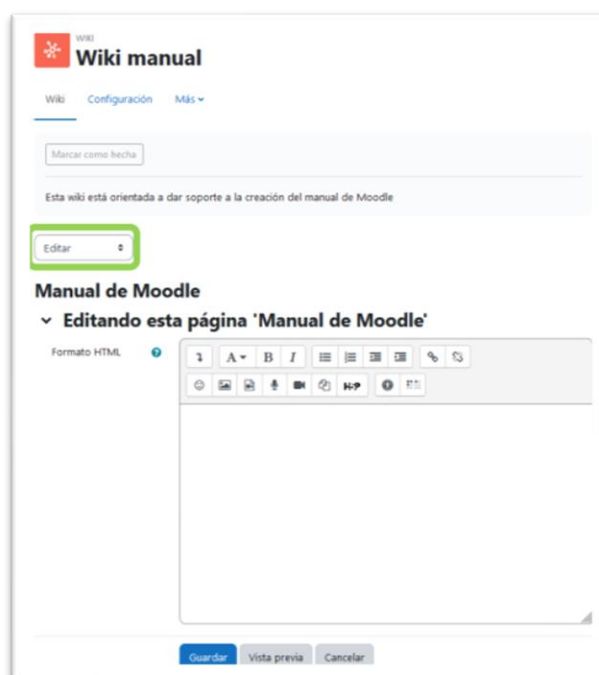 WIKI
Wiki manual
Wiki Configuración Más
Marcar como hecha
Esta wiki está orientada a dar soporte a la creación del manual de Moodle
Editar
Manual de Moodle
Editando esta página 'Manual de Moodle'
Formato HTML ?
A B I
H-P
Guardar Vista previa Cancelar